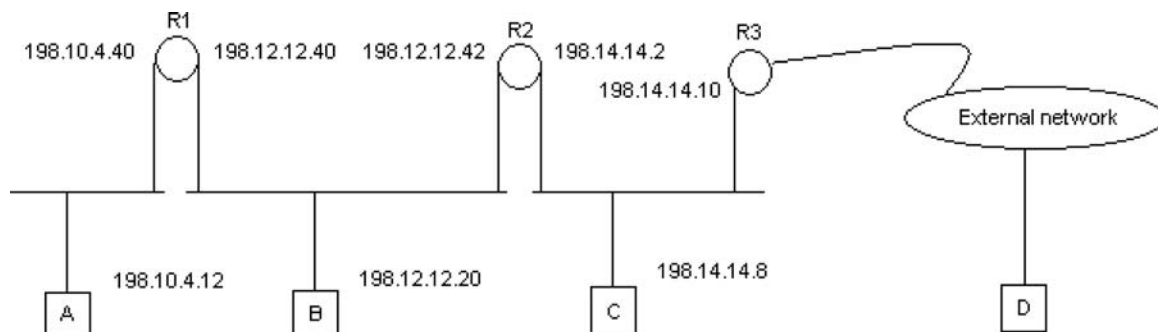 R1
R2
R3
198.10.4.40
198.12.12.40
198.12.12.42
198.14.14.2
198.14.14.10
External network
198.10.4.12
198.12.12.20
198.14.14.8
A
B
C
D